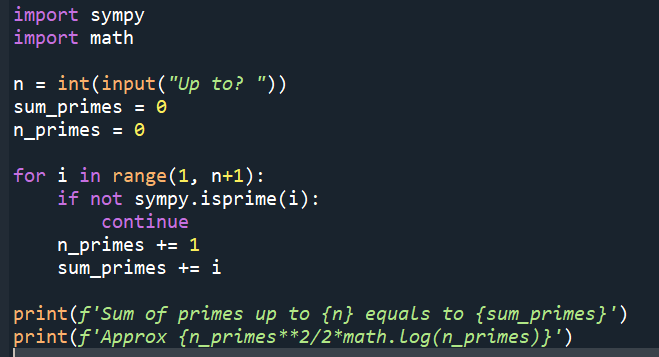 import sympy
import math
n = int(input("Up to? "))
sum_primes = 0
n_primes = 0
for i in range(1, n+1):
    if not sympy.isprime(i):
        continue
    n_primes += 1
    sum_primes += i
print(f'Sum of primes up to {n} equals to {sum_primes}')
print(f'Approx {n_primes**2/2*math.log(n_primes)}')